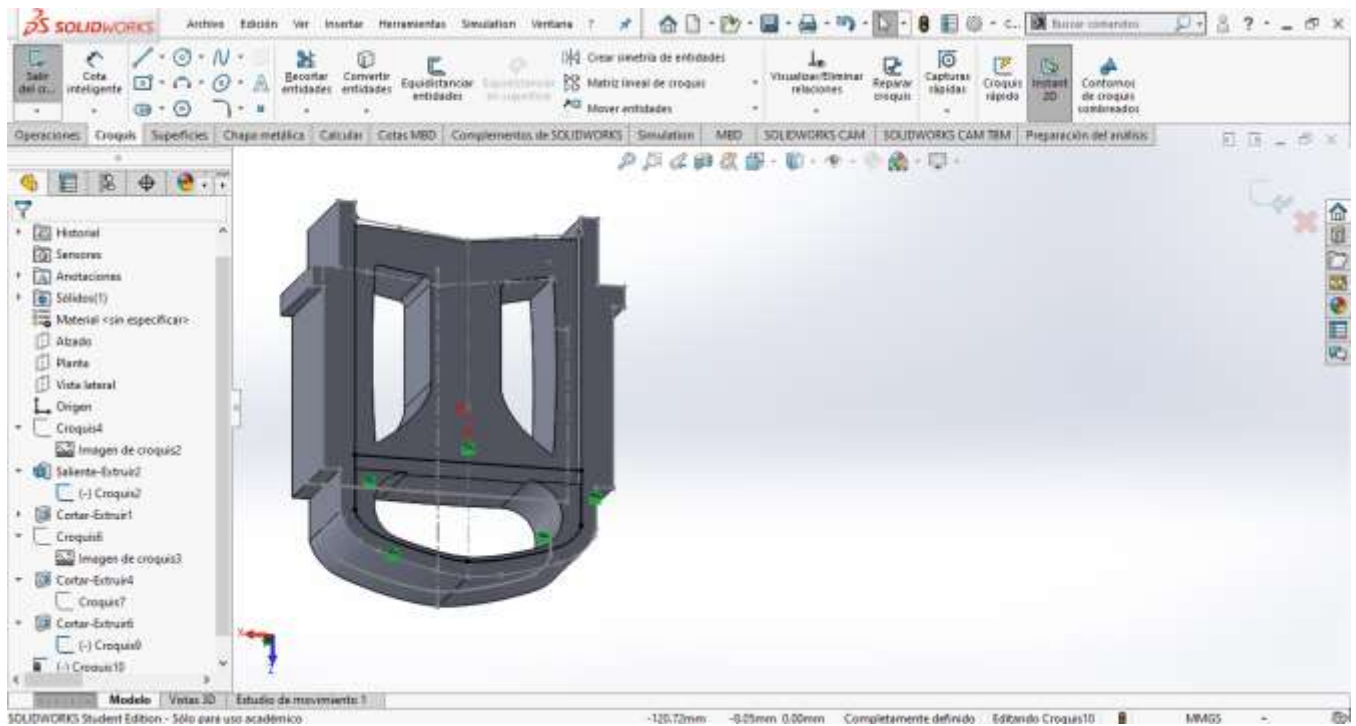 SOLIDWORKS Archivo Edición Ver Insertar Herramientas Simulation Ventana ? c... Buscar comandos ?
Salir del cr... Cota inteligente Recortar entidades Convertir entidades Equidistanciar entidades Crear simetría de entidades Visualizar/Eliminar relaciones Reparar croquis Capturas rápidas Croquis rápido Instant 2D Contornos de croquis combinados
Matriz lineal de croquis
Mover entidades
Operaciones Croquis Superficies Chapa metálica Calcular Cotas MBD Complementos de SOLIDWORKS Simulation MBD SOLIDWORKS CAM SOLIDWORKS CAM TBM Preparación del análisis
Historial
Sensores
Anotaciones
Sólidos(1)
Material <sin especificar>
Alzado
Planta
Vista lateral
Origen
Croquis4
Imagen de croquis2
Saliente-Extruir2
(-) Croquis2
Cortar-Extruir1
Croquis6
Imagen de croquis3
Cortar-Extruir4
Croquis7
Cortar-Extruir6
(-) Croquis9
(-) Croquis10
X
Z
Modelo Vistas 3D Estudio de movimiento 1
SOLIDWORKS Student Edition - Sólo para uso académico -120.72mm -0.05mm 0.00mm Completamente definido Editando Croquis10 MMGS -